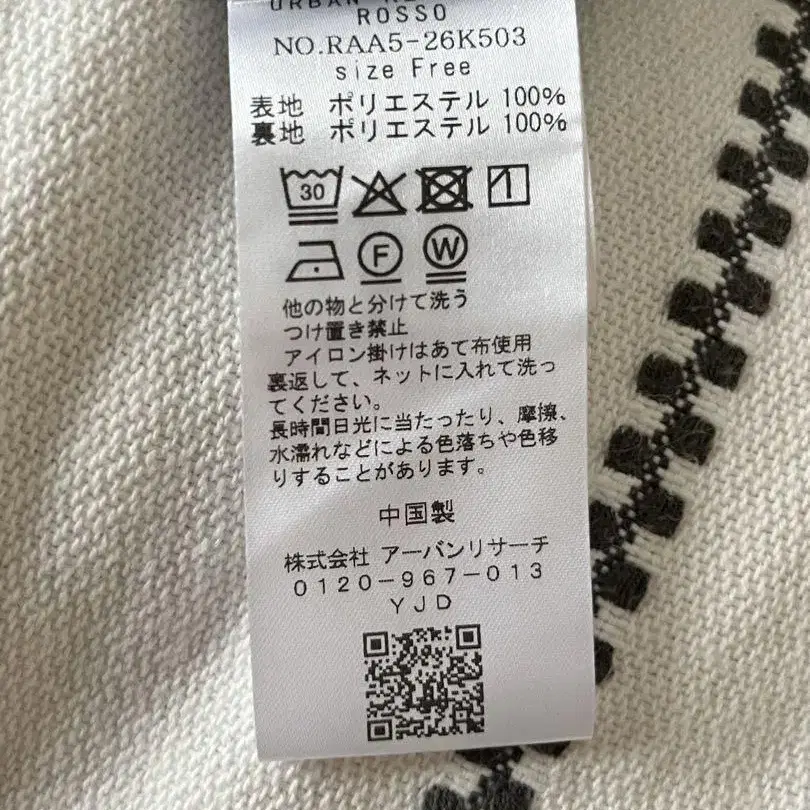 URBAN RE
ROSSO
NO.RAA5-26K503
size Free
表地 ポリエステル 100%
裏地 ポリエステル 100%
30
F W
他の物と分けて洗う
つけ置き禁止
アイロン掛けはあて布使用
裏返して、ネットに入れて洗っ
てください。
長時間日光に当たったり、摩擦、
水濡れなどによる色落ちや色移
りすることがあります。
中国製
株式会社 アーバンリサーチ
0120-967-013
YJD